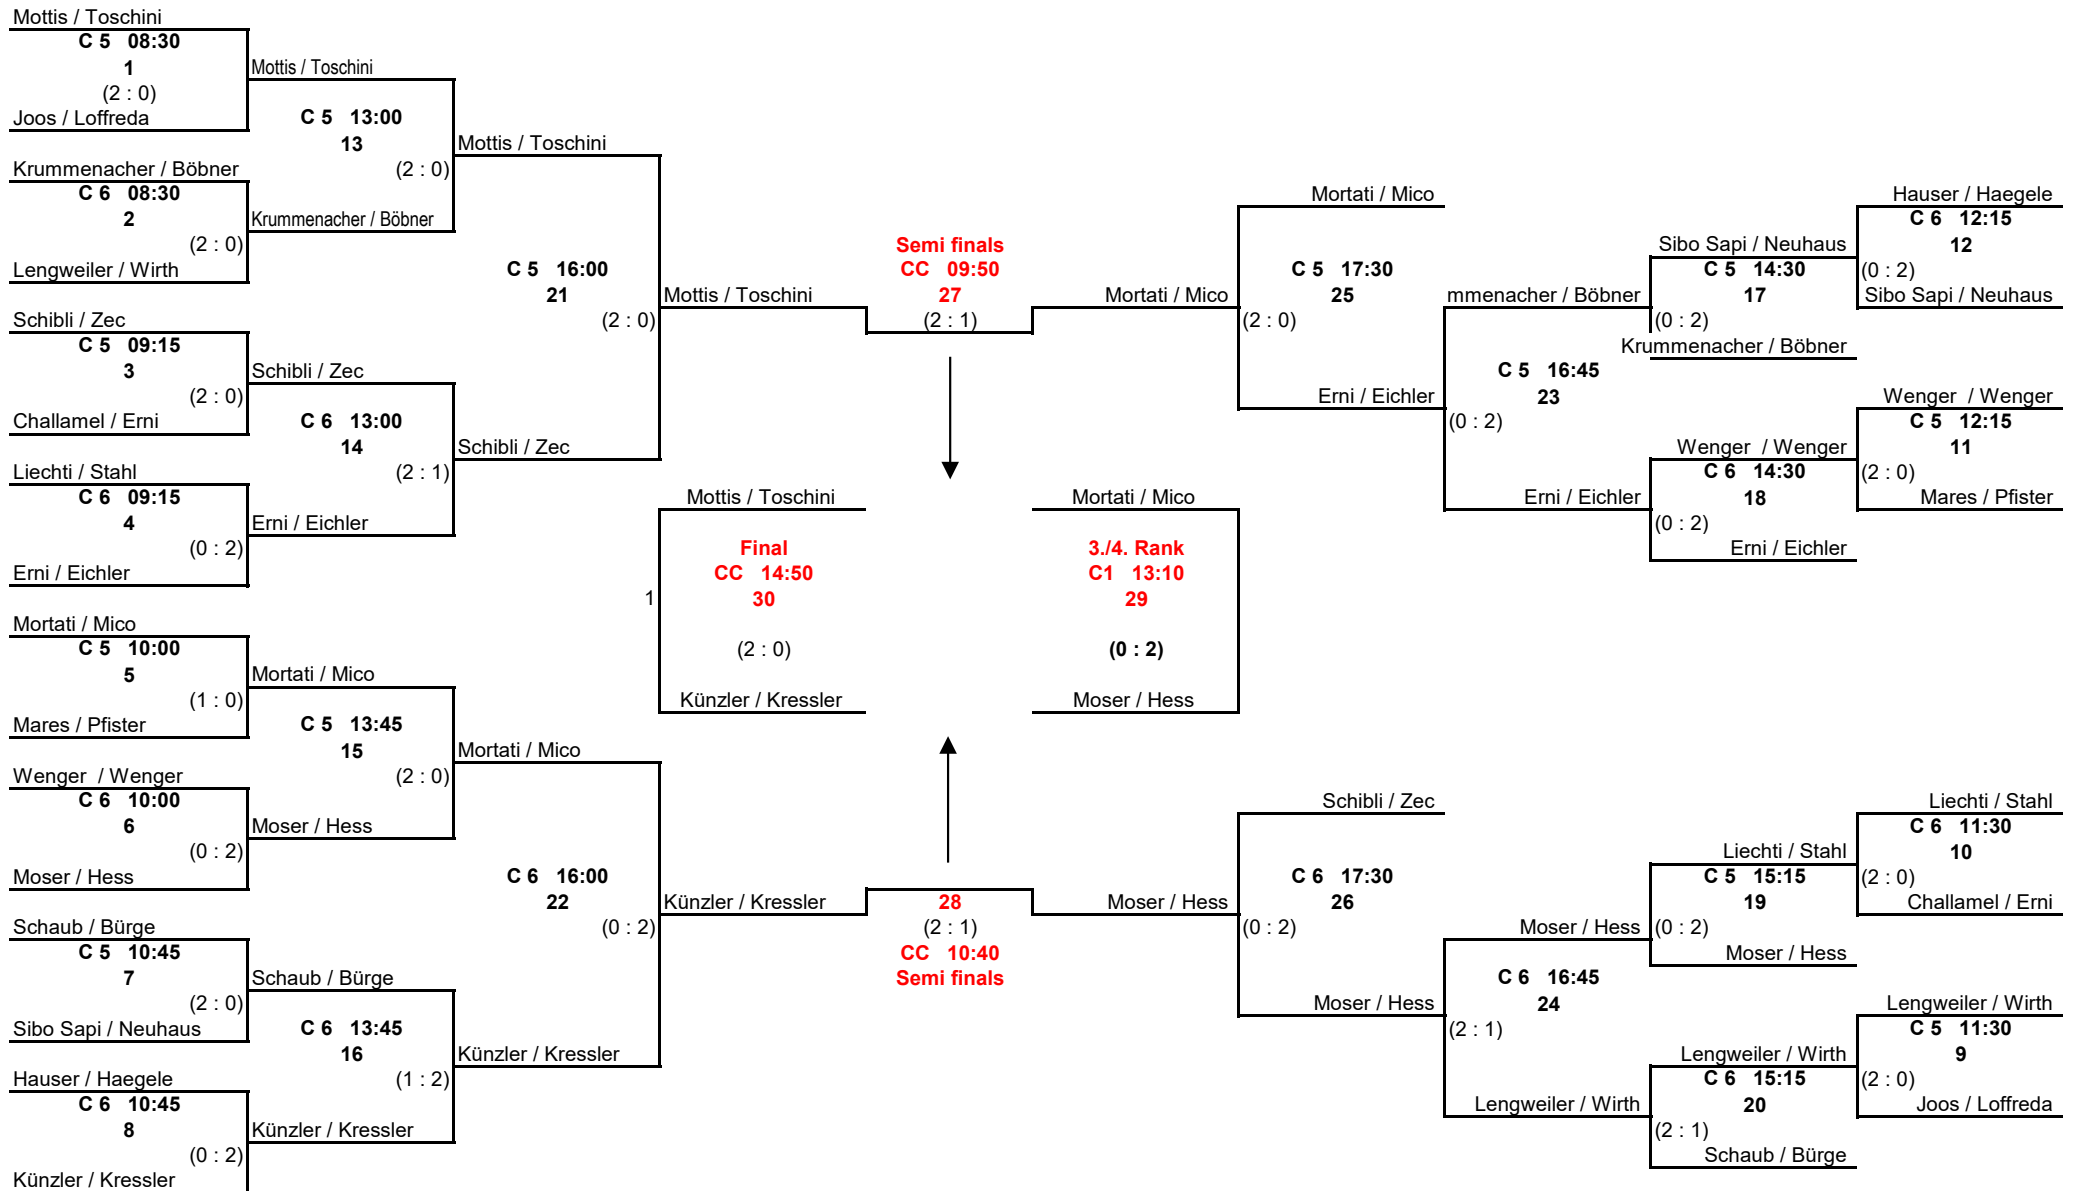 Mottis / Toschini
C 5 08:30
1
(2 : 0)
Joos / Loffreda
Krummenacher / Böbner
C 6 08:30
2
(2 : 0)
Lengweiler / Wirth
Schibli / Zec
C 5 09:15
3
(2 : 0)
Challamel / Erni
Liechti / Stahl
C 6 09:15
4
(0 : 2)
Erni / Eichler
Mortati / Mico
C 5 10:00
5
(1 : 0)
Mares / Pfister
Wenger / Wenger
C 6 10:00
6
(0 : 2)
Moser / Hess
Schaub / Bürge
C 5 10:45
7
(2 : 0)
Sibo Sapi / Neuhaus
Hauser / Haegele
C 6 10:45
8
(0 : 2)
Künzler / Kressler
Mottis / Toschini
C 5 13:00
13
(2 : 0)
Krummenacher / Böbner
Schibli / Zec
C 6 13:00
14
(2 : 1)
Erni / Eichler
Mortati / Mico
C 5 13:45
15
(2 : 0)
Moser / Hess
Schaub / Bürge
C 6 13:45
16
(1 : 2)
Künzler / Kressler
Mottis / Toschini
C 5 16:00
21
(2 : 0)
Schibli / Zec
Mortati / Mico
C 6 16:00
22
(0 : 2)
Künzler / Kressler
Mottis / Toschini
Semi finals
CC 09:50
27
(2 : 1)
Mortati / Mico
Mottis / Toschini
Final
CC 14:50
30
1
(2 : 0)
Künzler / Kressler
Mortati / Mico
3./4. Rank
C1 13:10
29
(0 : 2)
Moser / Hess
Künzler / Kressler
28
(2 : 1)
CC 10:40
Semi finals
Moser / Hess
Mortati / Mico
C 5 17:30
25
(2 : 0)
Erni / Eichler
Schibli / Zec
C 6 17:30
26
(0 : 2)
Moser / Hess
mmenacher / Böbner
C 5 16:45
23
(0 : 2)
Erni / Eichler
Moser / Hess
C 6 16:45
24
(2 : 1)
Lengweiler / Wirth
Sibo Sapi / Neuhaus
C 5 14:30
17
(0 : 2)
Krummenacher / Böbner
Wenger / Wenger
C 6 14:30
18
(0 : 2)
Erni / Eichler
Liechti / Stahl
C 5 15:15
19
(0 : 2)
Moser / Hess
Lengweiler / Wirth
C 6 15:15
20
(2 : 1)
Schaub / Bürge
Hauser / Haegele
C 6 12:15
12
(0 : 2)
Sibo Sapi / Neuhaus
Wenger / Wenger
C 5 12:15
11
(2 : 0)
Mares / Pfister
Liechti / Stahl
C 6 11:30
10
(2 : 0)
Challamel / Erni
Lengweiler / Wirth
C 5 11:30
9
(2 : 0)
Joos / Loffreda